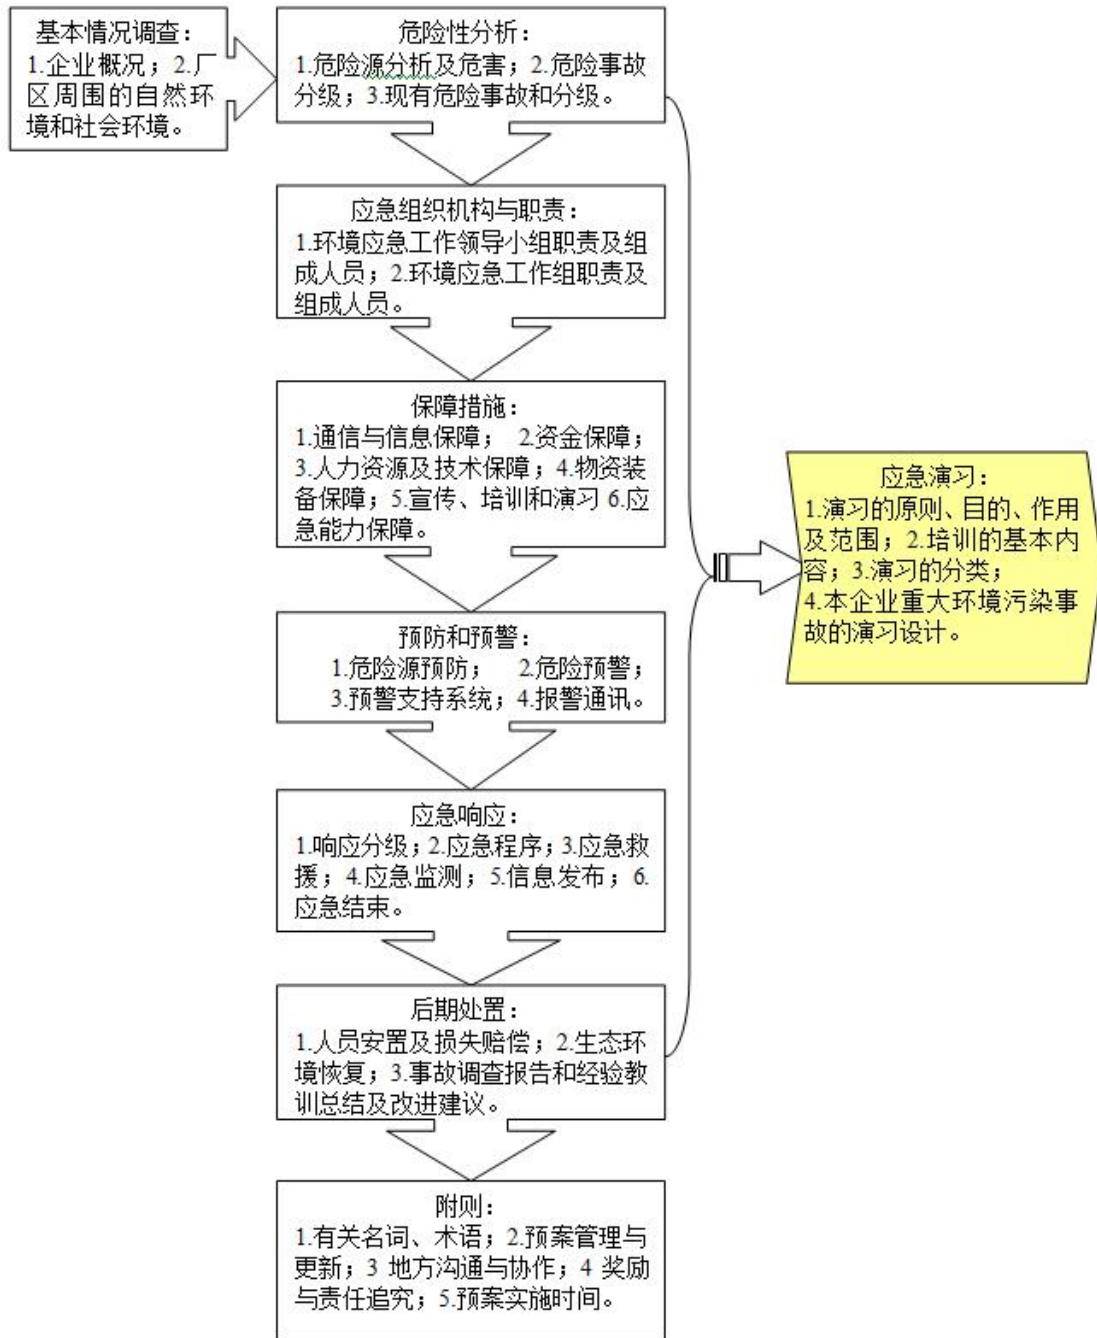 基本情况调查：
1.企业概况；2.厂
区周围的自然环
境和社会环境。
危险性分析：
1.危险源分析及危害；2.危险事故
分级；3.现有危险事故和分级。
应急组织机构与职责：
1.环境应急工作领导小组职责及组
成人员；2.环境应急工作组职责及
组成人员。
保障措施：
1.通信与信息保障； 2.资金保障；
3.人力资源及技术保障；4.物资装
备保障；5.宣传、培训和演习 6.应
急能力保障。
预防和预警：
1.危险源预防； 2.危险预警；
3.预警支持系统；4.报警通讯。
应急响应：
1.响应分级；2.应急程序；3.应急救
援；4.应急监测；5.信息发布；6.
应急结束。
后期处置：
1.人员安置及损失赔偿；2.生态环
境恢复；3.事故调查报告和经验教
训总结及改进建议。
附则：
1.有关名词、术语；2.预案管理与
更新；3 地方沟通与协作；4 奖励
与责任追究；5.预案实施时间。
应急演习：
1.演习的原则、目的、作用
及范围；2.培训的基本内
容；3.演习的分类；
4.本企业重大环境污染事
故的演习设计。